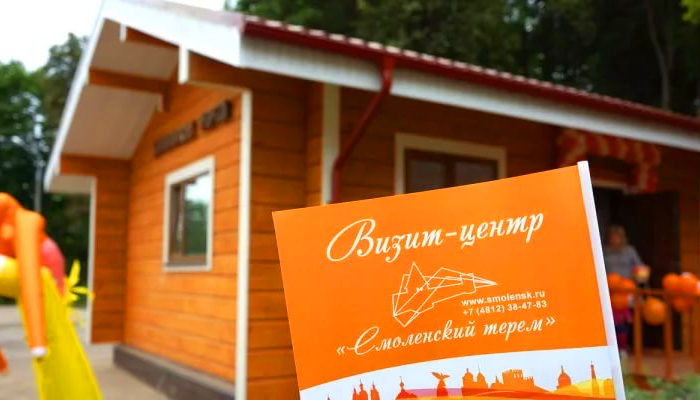 Визит-центр
www.smolensk.ru
+7 (4812) 38-47-83
«Смоленский терем»